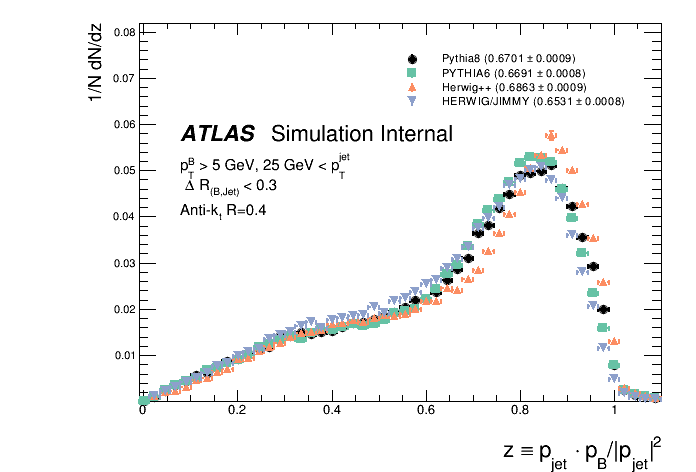 1/N dN/dz
0.08
0.07
0.06
0.05
0.04
0.03
0.02
0.01
Pythia8 (0.6701 ± 0.0009)
PYTHIA6 (0.6691 ± 0.0008)
Herwig++ (0.6863 ± 0.0009)
HERWIG/JIMMY (0.6531 ± 0.0008)
ATLAS Simulation Internal
p_T^B > 5 GeV, 25 GeV < p_T^jet
Δ R_(B,Jet) < 0.3
Anti-k_t R=0.4
0 0.2 0.4 0.6 0.8 1
z ≡ p_jet · p_B/|p_jet|^2